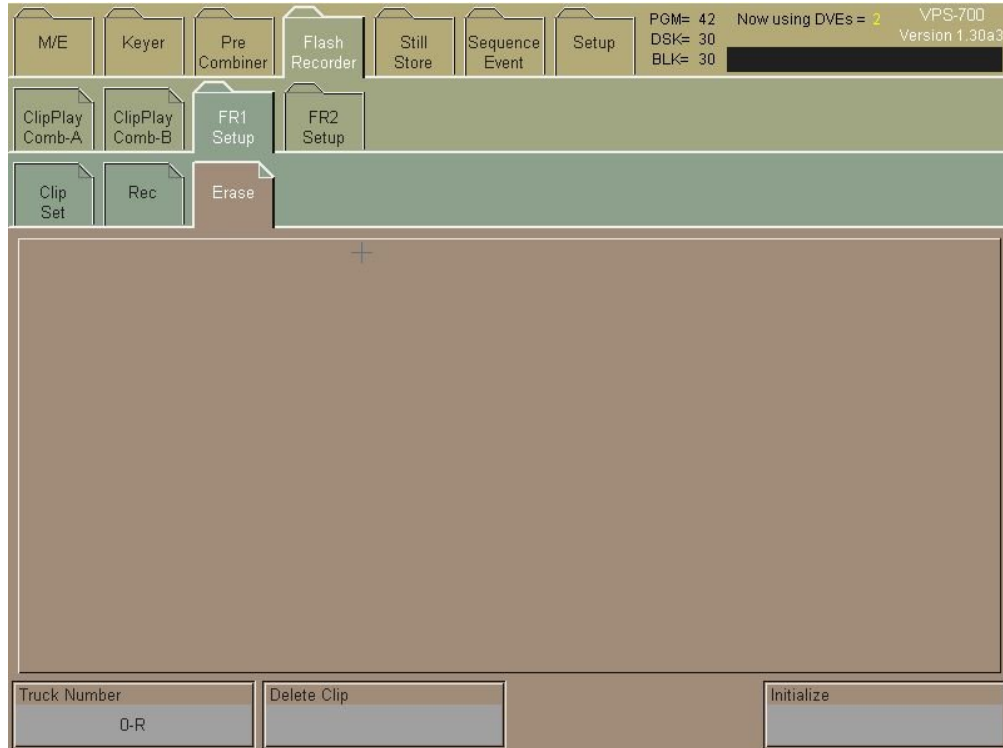 M/E
Keyer
Pre
Combiner
Flash
Recorder
Still
Store
Sequence
Event
Setup
PGM= 42
DSK= 30
BLK= 30
Now using DVEs = 2
VPS-700
Version 1.30a3
ClipPlay
Comb-A
ClipPlay
Comb-B
FR1
Setup
FR2
Setup
Clip
Set
Rec
Erase
Truck Number
0-R
Delete Clip
Initialize